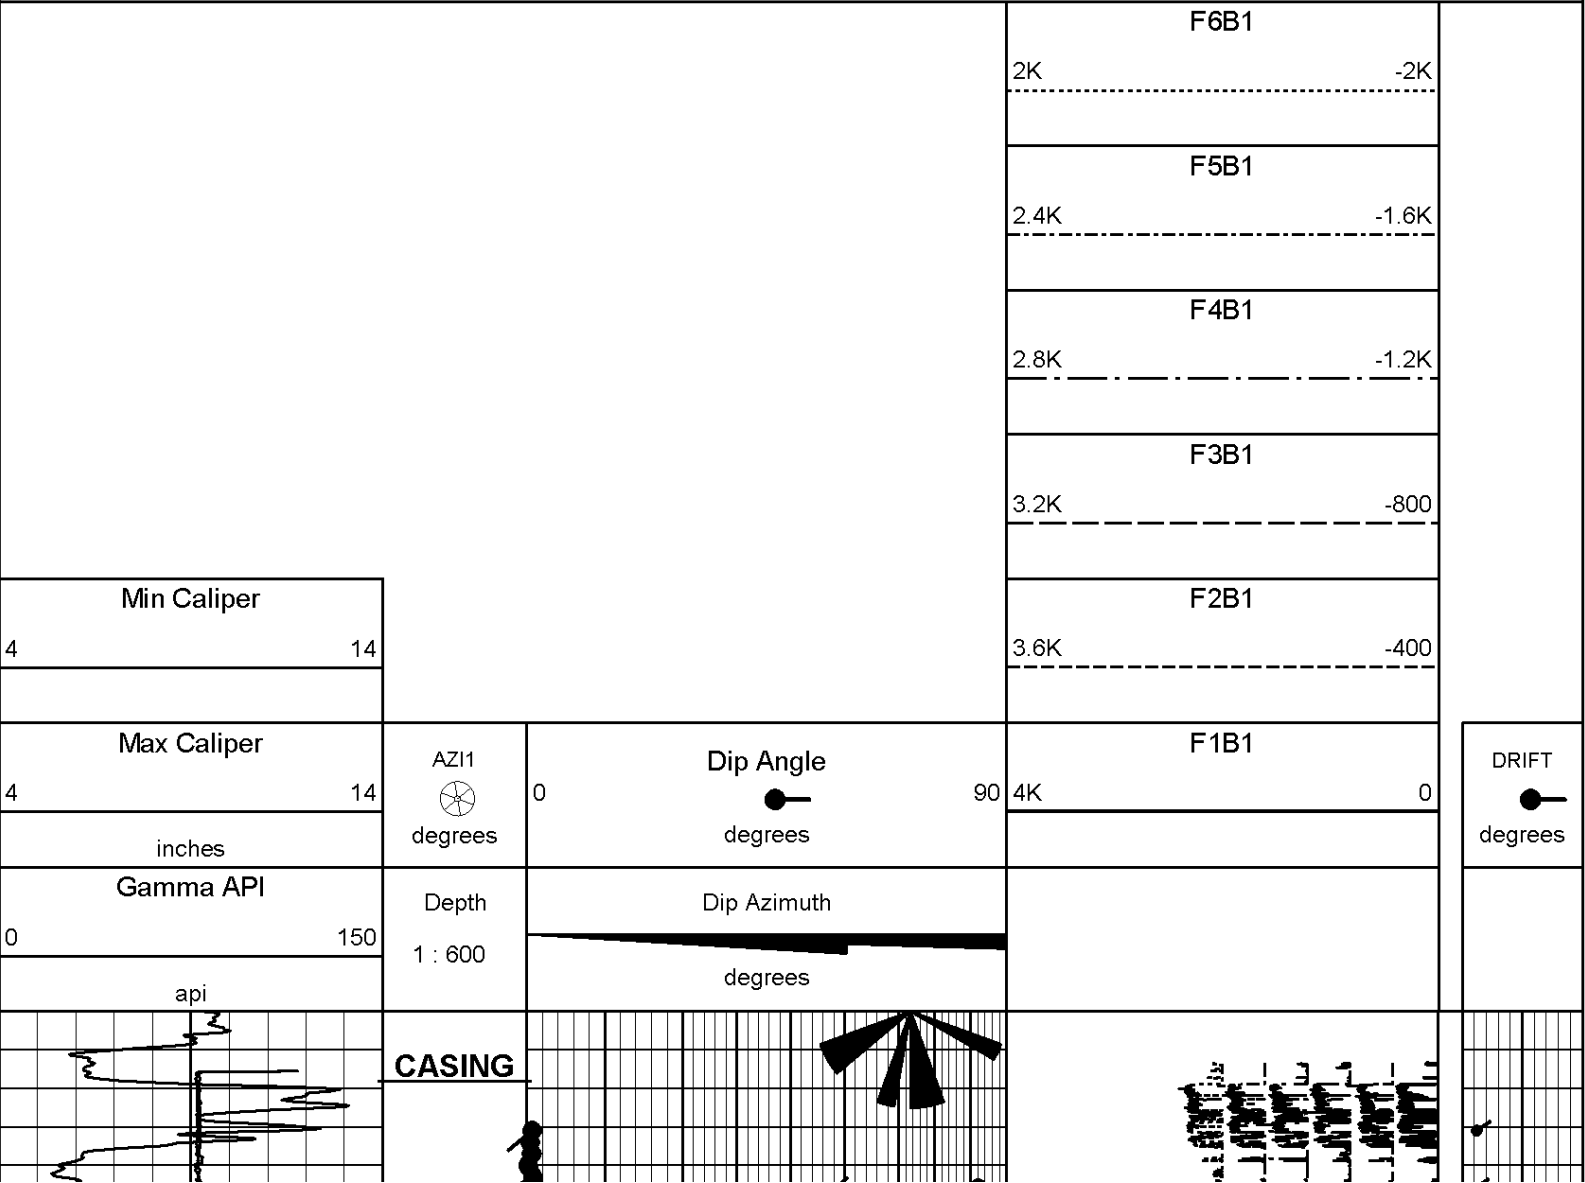 F6B1
2K -2K
F5B1
2.4K -1.6K
F4B1
2.8K -1.2K
F3B1
3.2K -800
Min Caliper
4 14
F2B1
3.6K -400
Max Caliper
4 14
inches
AZI1
degrees
Dip Angle
0 90
degrees
F1B1
4K 0
DRIFT
degrees
Gamma API
0 150
api
Depth
1 : 600
Dip Azimuth
degrees
CASING